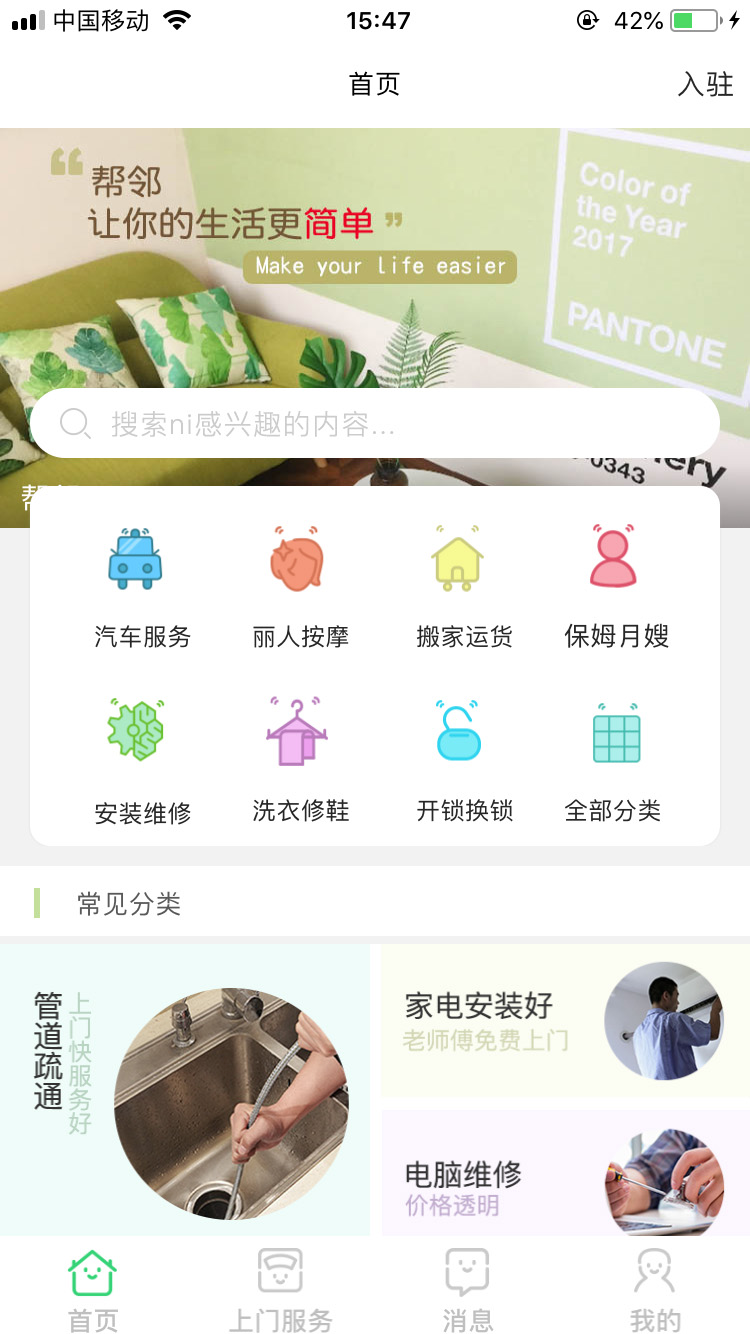 中国移动
15:47
42%
首页
入驻
帮邻
让你的生活更简单
Make your life easier
Color of
the Year
2017
PANTONE
搜索ni感兴趣的内容...
0343
汽车服务
丽人按摩
搬家运货
保姆月嫂
安装维修
洗衣修鞋
开锁换锁
全部分类
常见分类
管道疏通
上门快服务好
家电安装好
老师傅免费上门
电脑维修
价格透明
首页
上门服务
消息
我的